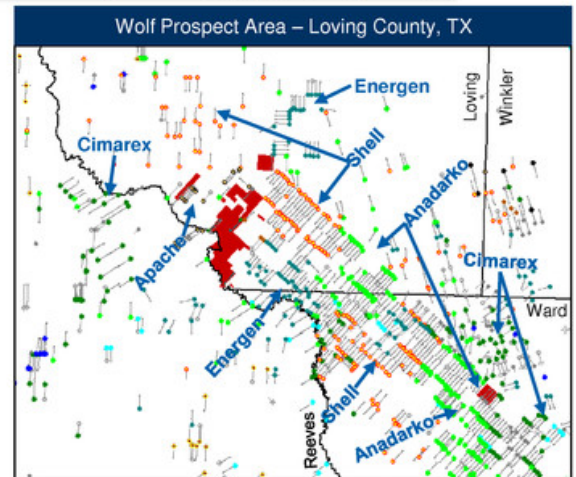 Wolf Prospect Area – Loving County, TX
Energen
Loving
Winkler
Cimarex
Shell
Anadarko
Apache
Cimarex
Ward
Energen
Shell
Anadarko
Reeves